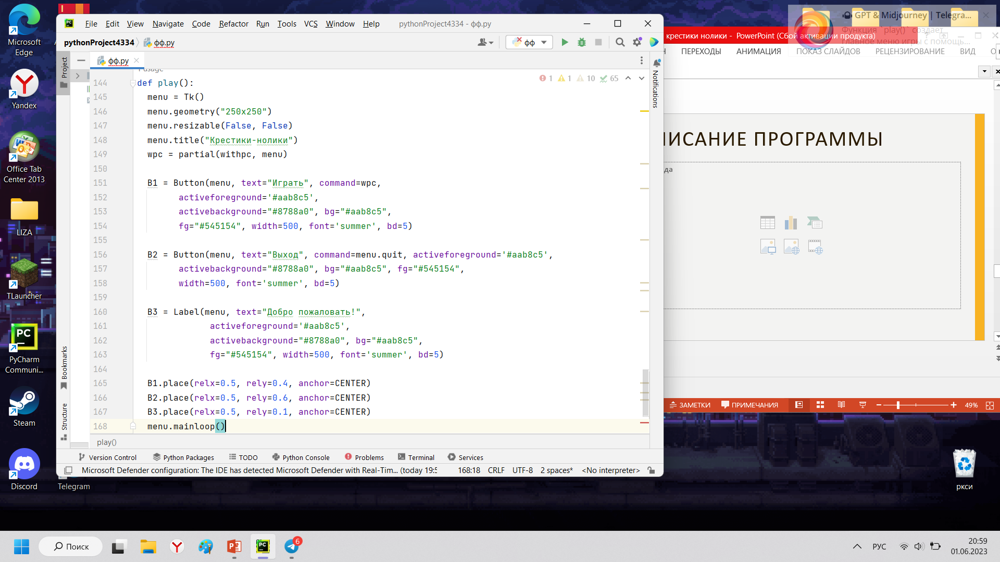 Microsoft
Edge
Yandex
Office Tab
Center 2013
LIZA
TLauncher
PyCharm
Communi...
Steam
Discord
Telegram
File Edit View Navigate Code Refactor Run Tools VCS Window Help pythonProject4334 - фф.py
pythonProject4334 фф.py
фф
Project
Bookmarks
Structure
Notifications
фф.py
1 1 10 65
144 def play():
145 menu = Tk()
146 menu.geometry("250x250")
147 menu.resizable(False, False)
148 menu.title("Крестики-нолики")
149 wpc = partial(withpc, menu)
150
151 B1 = Button(menu, text="Играть", command=wpc,
152 activeforeground='#aab8c5',
153 activebackground="#8788a0", bg="#aab8c5",
154 fg="#545154", width=500, font='summer', bd=5)
155
156 B2 = Button(menu, text="Выход", command=menu.quit, activeforeground='#aab8c5',
157 activebackground="#8788a0", bg="#aab8c5", fg="#545154",
158 width=500, font='summer', bd=5)
159
160 B3 = Label(menu, text="Добро пожаловать!",
161 activeforeground='#aab8c5',
162 activebackground="#8788a0", bg="#aab8c5",
163 fg="#545154", width=500, font='summer', bd=5)
164
165 B1.place(relx=0.5, rely=0.4, anchor=CENTER)
166 B2.place(relx=0.5, rely=0.6, anchor=CENTER)
167 B3.place(relx=0.5, rely=0.1, anchor=CENTER)
168 menu.mainloop()
play()
Version Control Python Packages TODO Python Console Problems Terminal Services
Microsoft Defender configuration: The IDE has detected Microsoft Defender with Real-Tim... (today 19:5 168:18 CRLF UTF-8 2 spaces* <No interpreter>
GPT & Midjourney | Telegra...
Функция `play()` создает
главное меню игры с помощь...
крестики нолики - PowerPoint (Сбой активации продукта)
ПЕРЕХОДЫ АНИМАЦИЯ ПОКАЗ СЛАЙДОВ РЕЦЕНЗИРОВАНИЕ ВИД
ИСАНИЕ ПРОГРАММЫ
да
ЗАМЕТКИ ПРИМЕЧАНИЯ 49%
ркси
Поиск
PC
6
РУС
20:59
01.06.2023